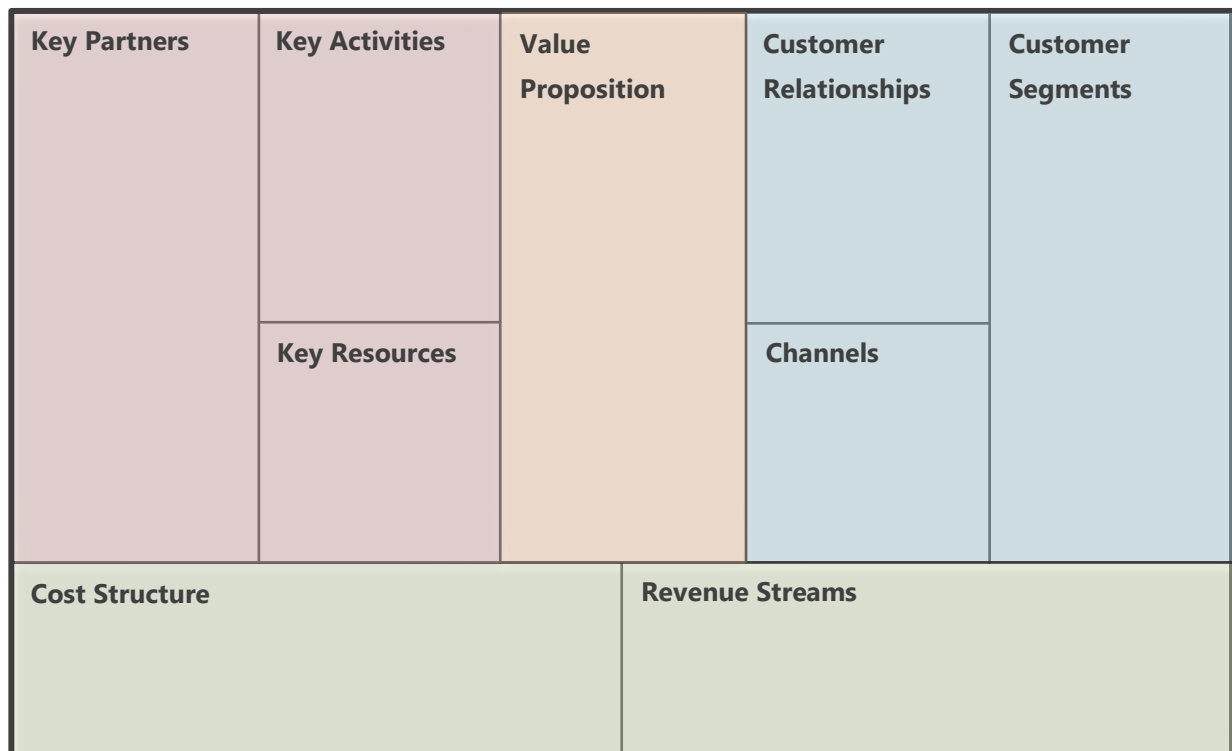 Key Partners
Key Activities
Value
Proposition
Customer
Relationships
Customer
Segments
Key Resources
Channels
Cost Structure
Revenue Streams